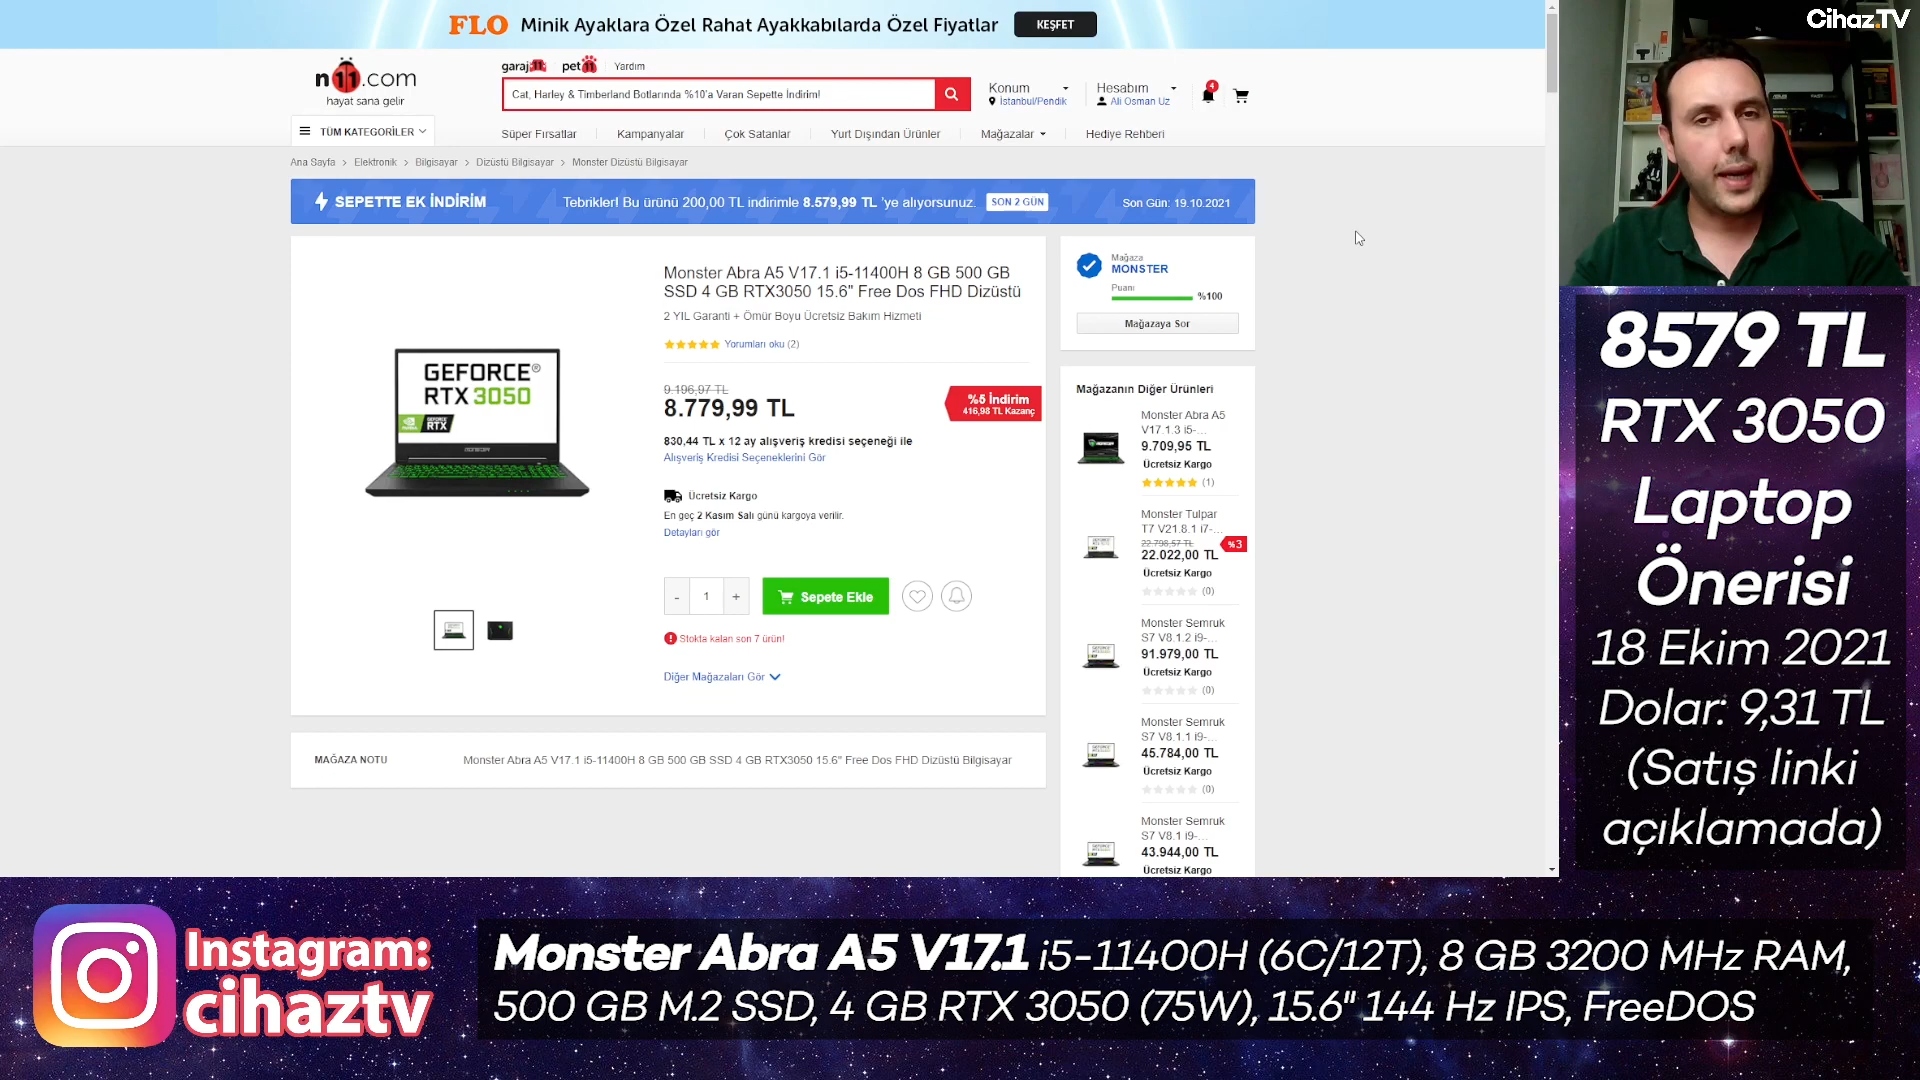 FLO Minik Ayaklara Özel Rahat Ayakkabılarda Özel Fiyatlar KEŞFET
Cihaz.TV
n11.com
hayat sana gelir
garaj11 pet11 Yardım
Cat, Harley & Timberland Botlarında %10'a Varan Sepette İndirim!
Konum
İstanbul/Pendik
Hesabım
Ali Osman Uz
4
TÜM KATEGORİLER
Süper Fırsatlar Kampanyalar Çok Satanlar Yurt Dışından Ürünler Mağazalar Hediye Rehberi
Ana Sayfa > Elektronik > Bilgisayar > Dizüstü Bilgisayar > Monster Dizüstü Bilgisayar
SEPETTE EK İNDİRİM Tebrikler! Bu ürünü 200,00 TL indirimle 8.579,99 TL 'ye alıyorsunuz. SON 2 GÜN Son Gün: 19.10.2021
GEFORCE®
RTX 3050
GEFORCE
RTX
Monster Abra A5 V17.1 i5-11400H 8 GB 500 GB
SSD 4 GB RTX3050 15.6" Free Dos FHD Dizüstü
2 YIL Garanti + Ömür Boyu Ücretsiz Bakım Hizmeti
Yorumları oku (2)
9.196,97 TL
8.779,99 TL
%5 İndirim
416,98 TL Kazanç
830,44 TL x 12 ay alışveriş kredisi seçeneği ile
Alışveriş Kredisi Seçeneklerini Gör
Ücretsiz Kargo
En geç 2 Kasım Salı günü kargoya verilir.
Detayları gör
- 1 +
Sepete Ekle
Stokta kalan son 7 ürün!
Diğer Mağazaları Gör
MAĞAZA NOTU Monster Abra A5 V17.1 i5-11400H 8 GB 500 GB SSD 4 GB RTX3050 15.6" Free Dos FHD Dizüstü Bilgisayar
Mağaza
MONSTER
Puanı
%100
Mağazaya Sor
Mağazanın Diğer Ürünleri
Monster Abra A5
V17.1.3 i5-...
9.709,95 TL
Ücretsiz Kargo
(1)
Monster Tulpar
T7 V21.8.1 i7-...
22.798,57 TL
22.022,00 TL
%3
Ücretsiz Kargo
(0)
Monster Semruk
S7 V8.1.2 i9-...
91.979,00 TL
Ücretsiz Kargo
(0)
Monster Semruk
S7 V8.1.1 i9-...
45.784,00 TL
Ücretsiz Kargo
(0)
Monster Semruk
S7 V8.1 i9-...
43.944,00 TL
Ücretsiz Kargo
8579 TL
RTX 3050
Laptop
Önerisi
18 Ekim 2021
Dolar: 9,31 TL
(Satış linki
açıklamada)
Instagram:
cihaztv
Monster Abra A5 V17.1 i5-11400H (6C/12T), 8 GB 3200 MHz RAM,
500 GB M.2 SSD, 4 GB RTX 3050 (75W), 15.6" 144 Hz IPS, FreeDOS